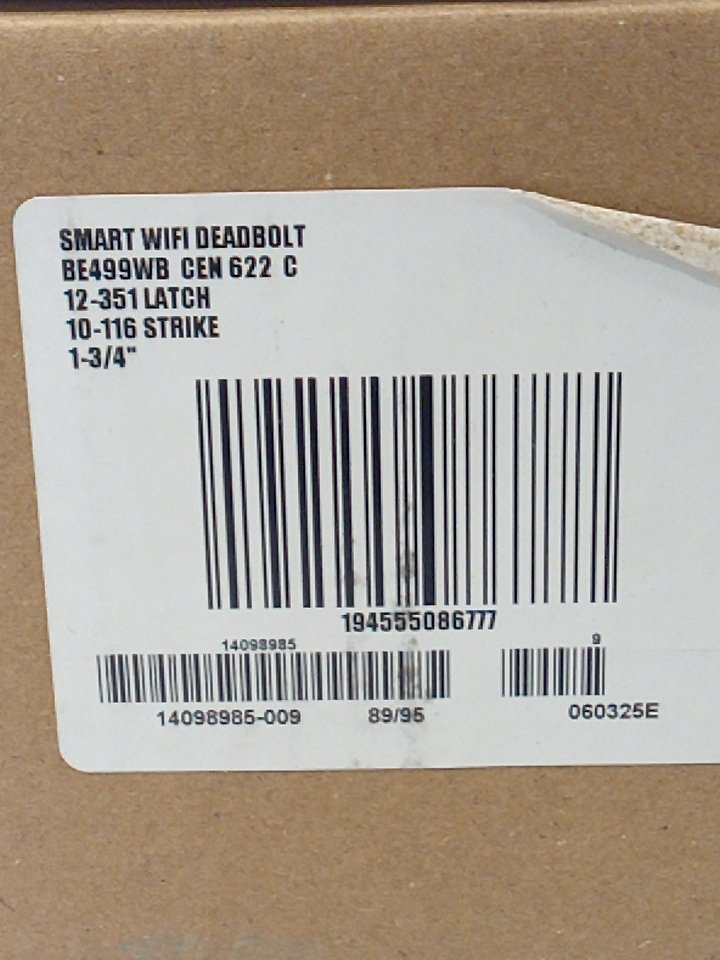 SMART WIFI DEADBOLT
BE499WB CEN 622 C
12-351 LATCH
10-116 STRIKE
1-3/4"
194555086777
14098985 9
14098985-009 89/95 060325E